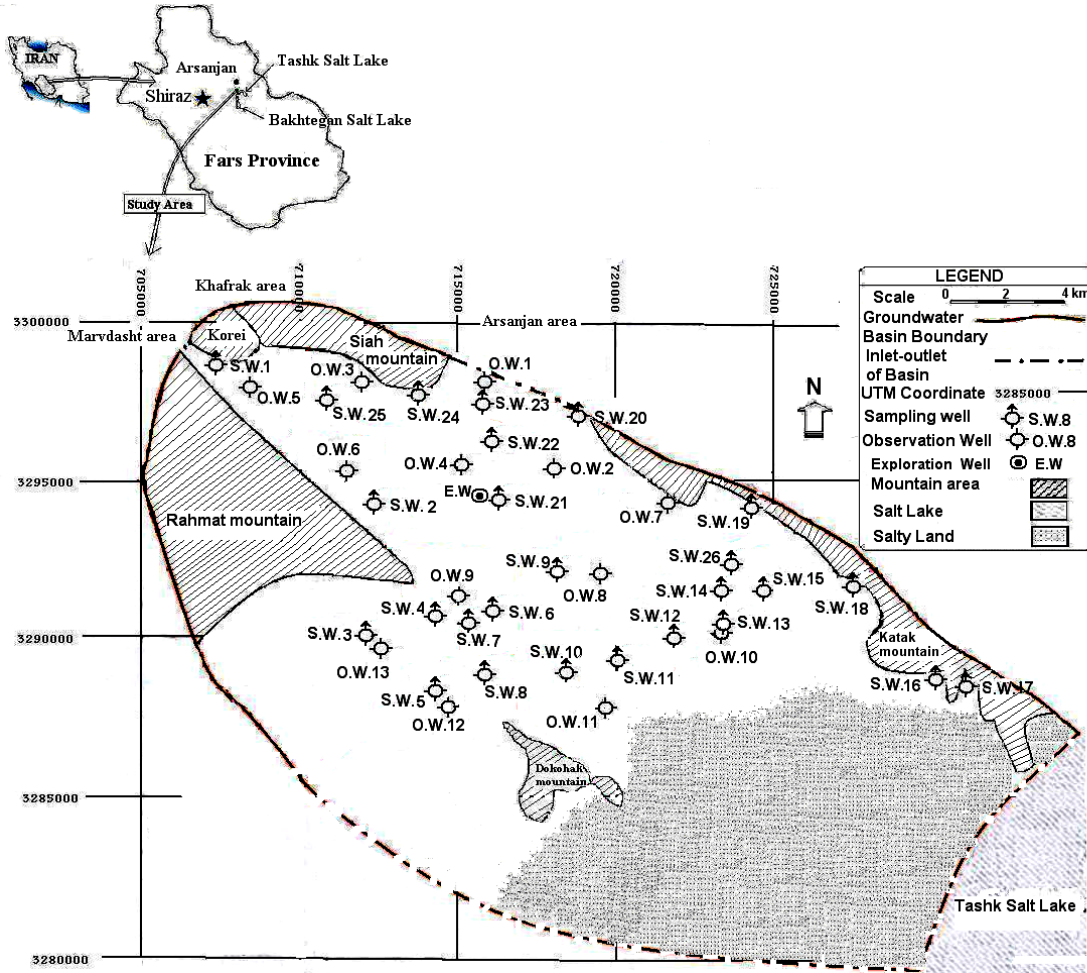 IRAN
Arsanjan
Tashk Salt Lake
Shiraz
Bakhtegan Salt Lake
Fars Province
Study Area
705000
710000
715000
720000
725000
Khafrak area
3300000
Marvdasht area
Korei
Siah
mountain
Arsanjan area
LEGEND
Scale 0 2 4 km
Groundwater
Basin Boundary
Inlet-outlet
of Basin
UTM Coordinate 3285000
Sampling well S.W.8
Observation Well O.W.8
Exploration Well E.W
Mountain area
Salt Lake
Salty Land
N
S.W.1
O.W.3
O.W.1
O.W.5
S.W.25
S.W.24
S.W.23
S.W.20
S.W.22
O.W.6
O.W.4
O.W.2
3295000
E.W
S.W.21
S.W. 2
O.W.7
S.W.19
Rahmat mountain
S.W.9
O.W.8
S.W.26
S.W.14
S.W.15
S.W.18
O.W.9
S.W.4
S.W.6
S.W.7
S.W.12
S.W.13
O.W.10
3290000
S.W.3
O.W.13
S.W.10
S.W.11
Katak
mountain
S.W.16
S.W.17
S.W.5
S.W.8
O.W.12
O.W.11
Dokohak
mountain
3285000
Tashk Salt Lake
3280000